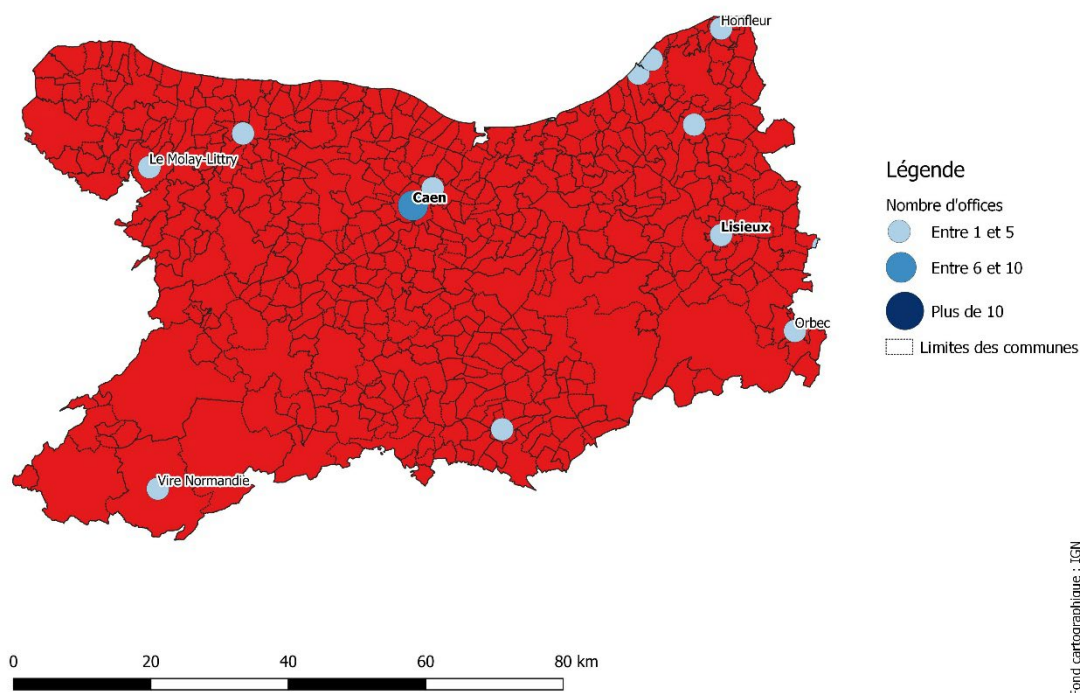 Honfleur
Le Molay-Littry
Caen
Lisieux
Orbec
Vire Normandie
Légende
Nombre d'offices
Entre 1 et 5
Entre 6 et 10
Plus de 10
Limites des communes
0 20 40 60 80 km
Fond cartographique : IGN